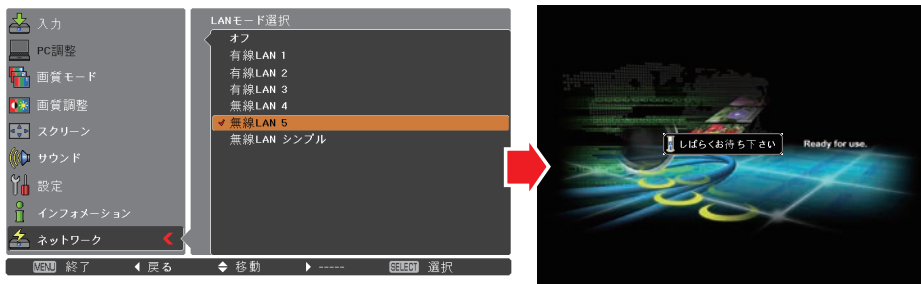 入力
PC調整
画質モード
画質調整
スクリーン
サウンド
設定
インフォメーション
ネットワーク
LANモード選択
オフ
有線LAN 1
有線LAN 2
有線LAN 3
無線LAN 4
無線LAN 5
無線LAN シンプル
MENU 終了 戻る 移動 ----- SELECT 選択
しばらくお待ち下さい
Ready for use.